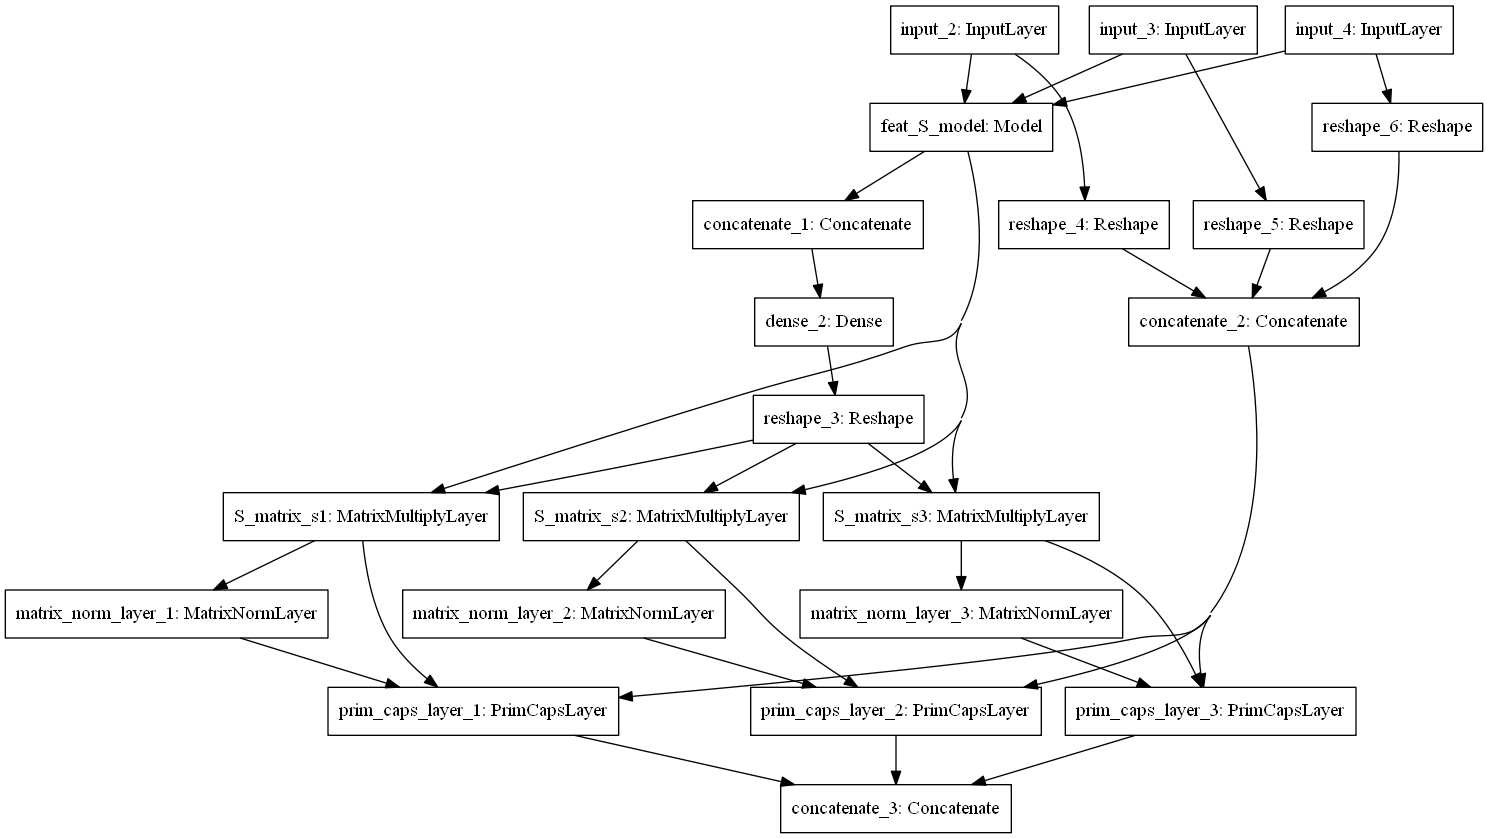 input_2: InputLayer
input_3: InputLayer
input_4: InputLayer
feat_S_model: Model
reshape_6: Reshape
concatenate_1: Concatenate
reshape_4: Reshape
reshape_5: Reshape
dense_2: Dense
concatenate_2: Concatenate
reshape_3: Reshape
S_matrix_s1: MatrixMultiplyLayer
S_matrix_s2: MatrixMultiplyLayer
S_matrix_s3: MatrixMultiplyLayer
matrix_norm_layer_1: MatrixNormLayer
matrix_norm_layer_2: MatrixNormLayer
matrix_norm_layer_3: MatrixNormLayer
prim_caps_layer_1: PrimCapsLayer
prim_caps_layer_2: PrimCapsLayer
prim_caps_layer_3: PrimCapsLayer
concatenate_3: Concatenate